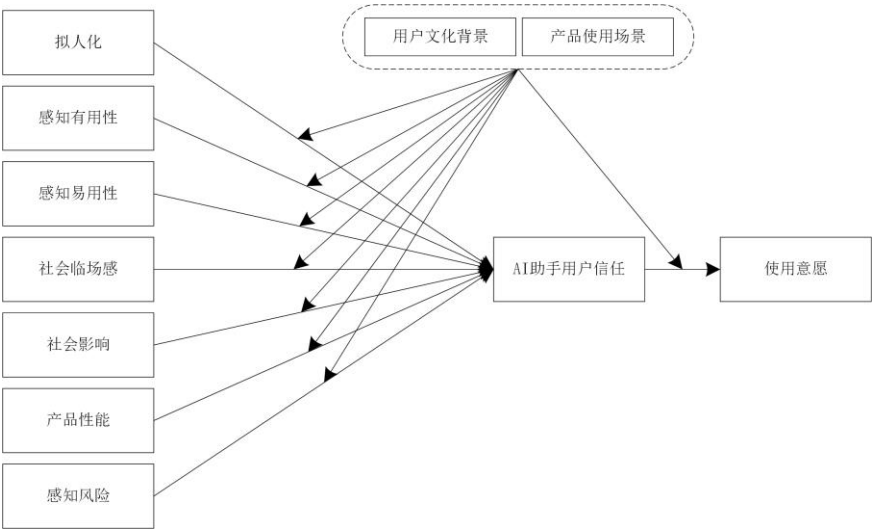 用户文化背景
产品使用场景
拟人化
感知有用性
感知易用性
社会临场感
社会影响
产品性能
感知风险
AI助手用户信任
使用意愿